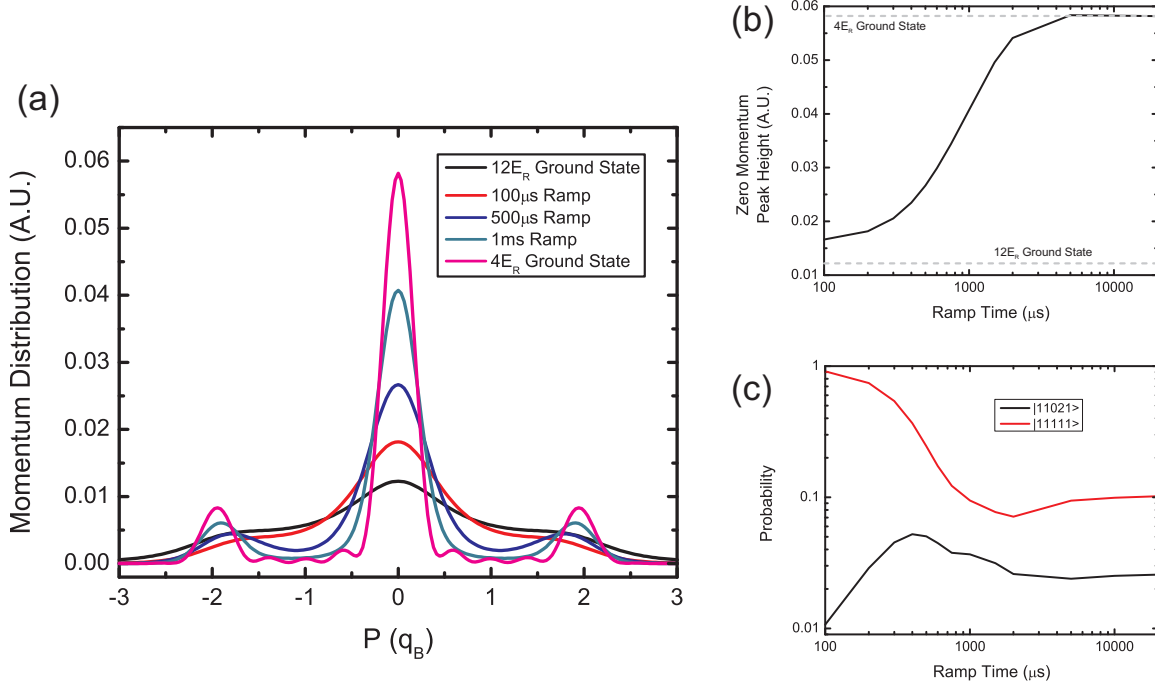 (a)
Momentum Distribution (A.U.)
0.06
0.05
0.04
0.03
0.02
0.01
0.00
-3
-2
-1
0
1
2
3
P (q_B)
12E_R Ground State
100μs Ramp
500μs Ramp
1ms Ramp
4E_R Ground State
(b)
Zero Momentum
Peak Height (A.U.)
0.06
0.05
0.04
0.03
0.02
0.01
4E_R Ground State
12E_R Ground State
100
1000
10000
Ramp Time (μs)
(c)
Probability
1
0.1
0.01
|11021>
|11111>
100
1000
10000
Ramp Time (μs)